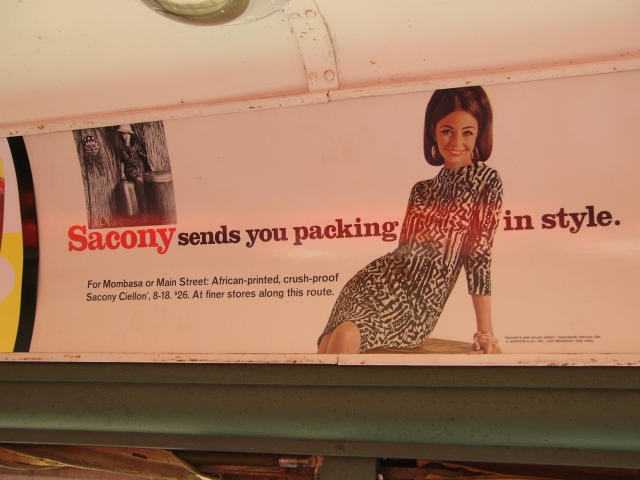 Sacony sends you packing in style.
For Mombasa or Main Street: African-printed, crush-proof
Sacony Ciellon, 8-18. $26. At finer stores along this route.